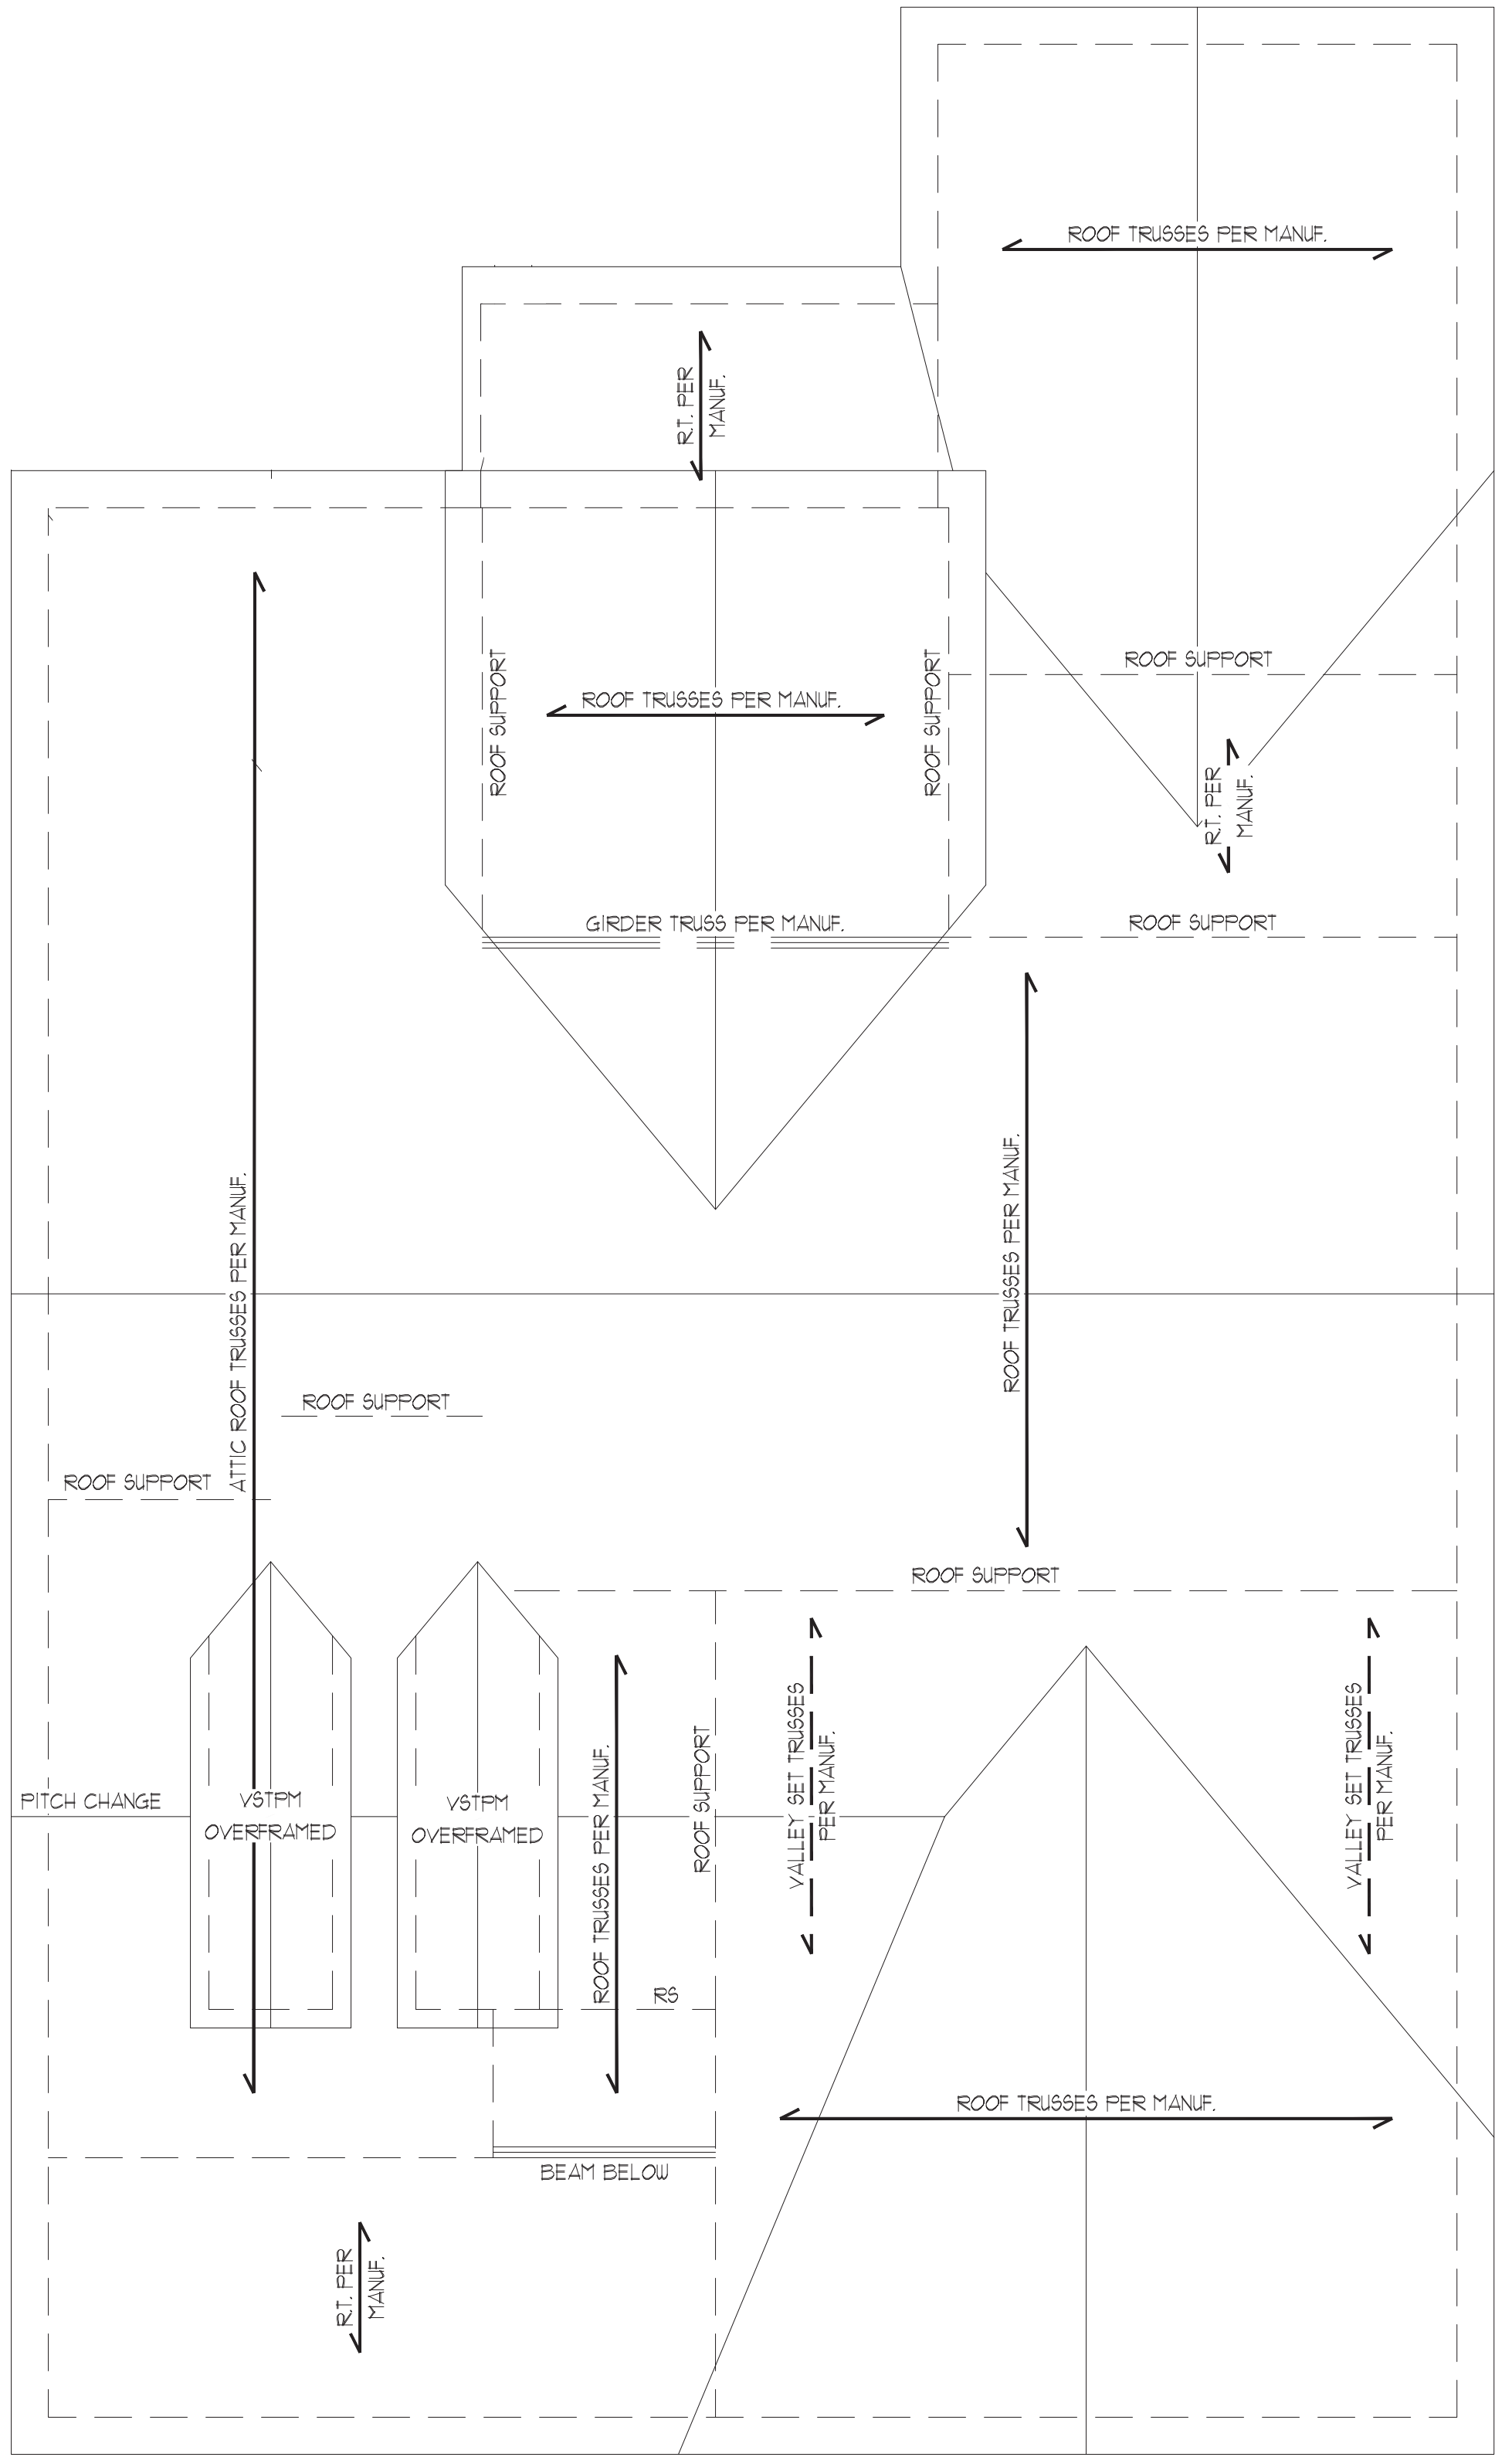 ROOF TRUSSES PER MANUF.
R.T. PER
MANUF.
ROOF SUPPORT
ROOF TRUSSES PER MANUF.
ROOF SUPPORT
ROOF SUPPORT
R.T. PER
MANUF.
GIRDER TRUSS PER MANUF.
ROOF SUPPORT
ATTIC ROOF TRUSSES PER MANUF.
ROOF TRUSSES PER MANUF.
ROOF SUPPORT
ROOF SUPPORT
ROOF SUPPORT
PITCH CHANGE
VSTPM
OVERFRAMED
VSTPM
OVERFRAMED
ROOF TRUSSES PER MANUF.
ROOF SUPPORT
VALLEY SET TRUSSES
PER MANUF.
VALLEY SET TRUSSES
PER MANUF.
RS
ROOF TRUSSES PER MANUF.
BEAM BELOW
R.T. PER
MANUF.